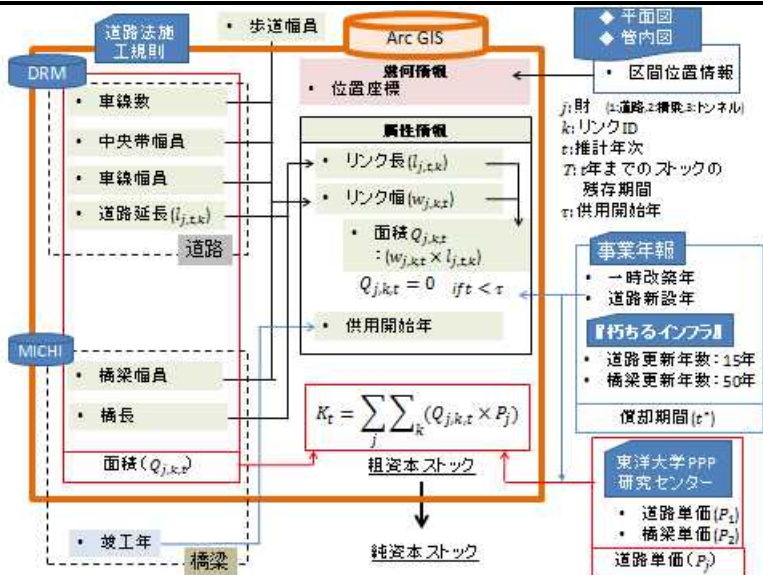 道路法施
工規則
• 歩道幅員
Arc GIS
◆ 平面図
◆ 管内図
• 区間位置情報
DRM
• 車線数
• 中央帯幅員
• 車線幅員
• 道路延長(l_{j,t,k})
道路
幾何情報
• 位置座標
属性情報
• リンク長(l_{j,t,k})
• リンク幅(w_{j,k,t})
• 面積Q_{j,k,t}
:(w_{j,k,t} × l_{j,t,k})
Q_{j,k,t} = 0 if t < τ
• 供用開始年
j: 財 (1:道路,2:橋梁,3:トンネル)
k: リンクID
t:推計年次
T: t年までのストックの
残存期間
τ:供用開始年
事業年報
• 一時改築年
• 道路新設年
『朽ちるインフラ』
• 道路更新年数：15年
• 橋梁更新年数：50年
償却期間(t*)
MICHI
• 橋梁幅員
• 橋長
面積(Q_{j,k,t})
• 竣工年
橋梁
K_t = ∑_j ∑_k (Q_{j,k,t} × P_j)
粗資本ストック
純資本ストック
東洋大学PPP
研究センター
• 道路単価(P_1)
• 橋梁単価(P_2)
道路単価(P_j)